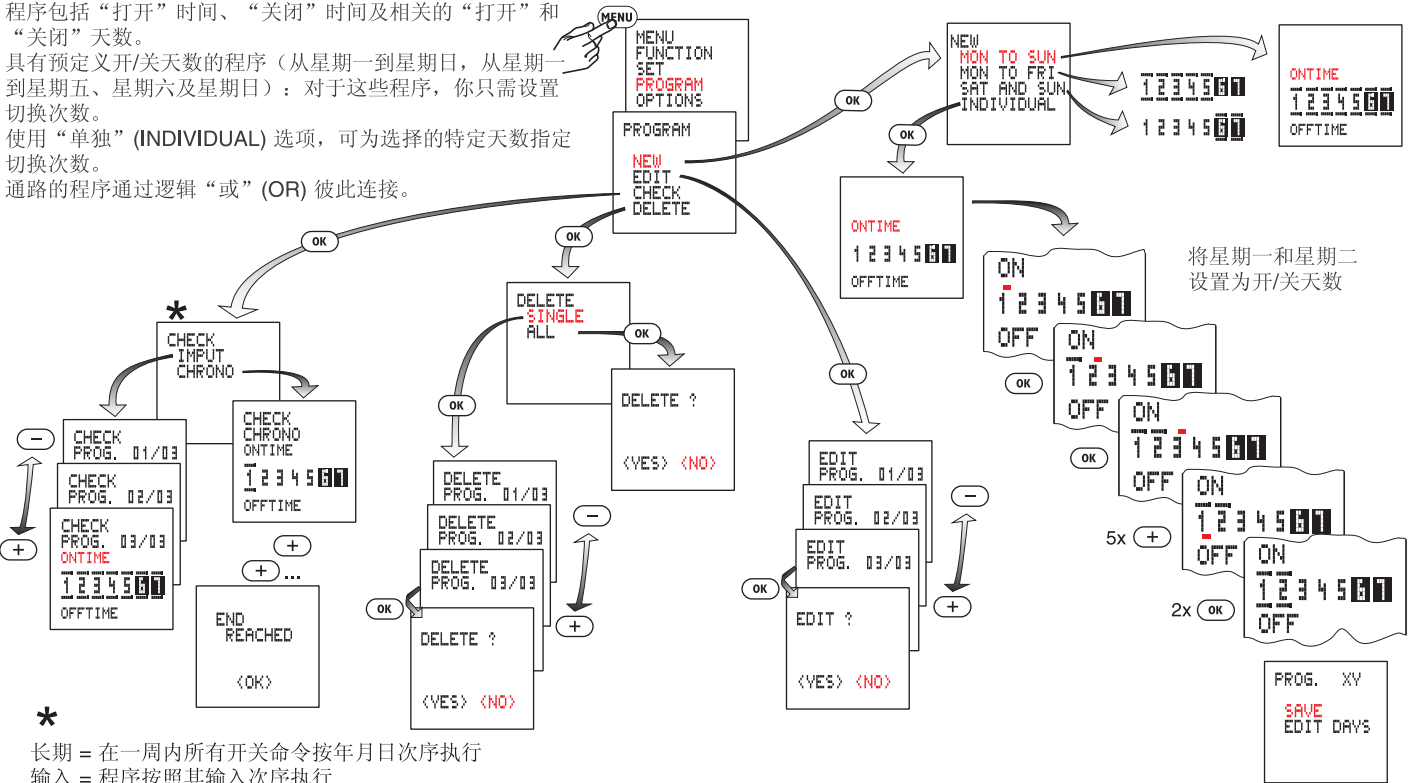 程序包括“打开”时间、“关闭”时间及相关的“打开”和
“关闭”天数。
具有预定义开/关天数的程序（从星期一到星期日，从星期一
到星期五、星期六及星期日）：对于这些程序，你只需设置
切换次数。
使用“单独”(INDIVIDUAL) 选项，可为选择的特定天数指定
切换次数。
通路的程序通过逻辑“或”(OR) 彼此连接。
MENU
MENU
FUNCTION
SET
PROGRAM
OPTIONS
PROGRAM
NEW
EDIT
CHECK
DELETE
OK
NEW
MON TO SUN
MON TO FRI
SAT AND SUN
INDIVIDUAL
1 2 3 4 5 6 7
1 2 3 4 5 6 7
ONTIME
1 2 3 4 5 6 7
OFFTIME
OK
ONTIME
1 2 3 4 5 6 7
OFFTIME
将星期一和星期二
设置为开/关天数
ON
1 2 3 4 5 6 7
OFF
OK
ON
1 2 3 4 5 6 7
OFF
OK
ON
1 2 3 4 5 6 7
OFF
5x +
ON
1 2 3 4 5 6 7
OFF
2x OK
ON
1 2 3 4 5 6 7
OFF
PROG. XY
SAVE
EDIT DAYS
OK
*
CHECK
IMPUT
CHRONO
−
+
CHECK
PROG. 01/03
CHECK
PROG. 02/03
CHECK
PROG. 03/03
ONTIME
1 2 3 4 5 6 7
OFFTIME
CHECK
CHRONO
ONTIME
1 2 3 4 5 6 7
OFFTIME
+
+ ...
END
REACHED
<OK>
OK
DELETE
SINGLE
ALL
OK
DELETE ?
<YES> <NO>
OK
DELETE
PROG. 01/03
DELETE
PROG. 02/03
DELETE
PROG. 03/03
−
+
OK
DELETE ?
<YES> <NO>
OK
EDIT
PROG. 01/03
EDIT
PROG. 02/03
EDIT
PROG. 03/03
−
+
OK
EDIT ?
<YES> <NO>
*
长期 = 在一周内所有开关命令按年月日次序执行
输入 = 程序按照其输入次序执行